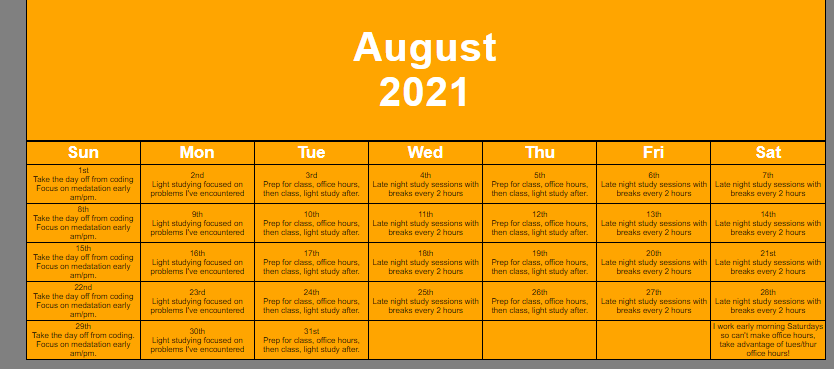 August
2021
Sun Mon Tue Wed Thu Fri Sat
1st
Take the day off from coding
Focus on medatation early
am/pm.
2nd
Light studying focused on
problems I've encountered
3rd
Prep for class, office hours,
then class, light study after.
4th
Late night study sessions with
breaks every 2 hours
5th
Prep for class, office hours,
then class, light study after.
6th
Late night study sessions with
breaks every 2 hours
7th
Late night study sessions with
breaks every 2 hours
8th
Take the day off from coding
Focus on medatation early
am/pm.
9th
Light studying focused on
problems I've encountered
10th
Prep for class, office hours,
then class, light study after.
11th
Late night study sessions with
breaks every 2 hours
12th
Prep for class, office hours,
then class, light study after.
13th
Late night study sessions with
breaks every 2 hours
14th
Late night study sessions with
breaks every 2 hours
15th
Take the day off from coding
Focus on medatation early
am/pm.
16th
Light studying focused on
problems I've encountered
17th
Prep for class, office hours,
then class, light study after.
18th
Late night study sessions with
breaks every 2 hours
19th
Prep for class, office hours,
then class, light study after.
20th
Late night study sessions with
breaks every 2 hours
21st
Late night study sessions with
breaks every 2 hours
22nd
Take the day off from coding
Focus on medatation early
am/pm.
23rd
Light studying focused on
problems I've encountered
24th
Prep for class, office hours,
then class, light study after.
25th
Late night study sessions with
breaks every 2 hours
26th
Prep for class, office hours,
then class, light study after.
27th
Late night study sessions with
breaks every 2 hours
28th
Late night study sessions with
breaks every 2 hours
29th
Take the day off from coding.
Focus on medatation early
am/pm.
30th
Light studying focused on
problems I've encountered
31st
Prep for class, office hours,
then class, light study after.
I work early morning Saturdays
so can't make office hours,
take advantage of tues/thur
office hours!